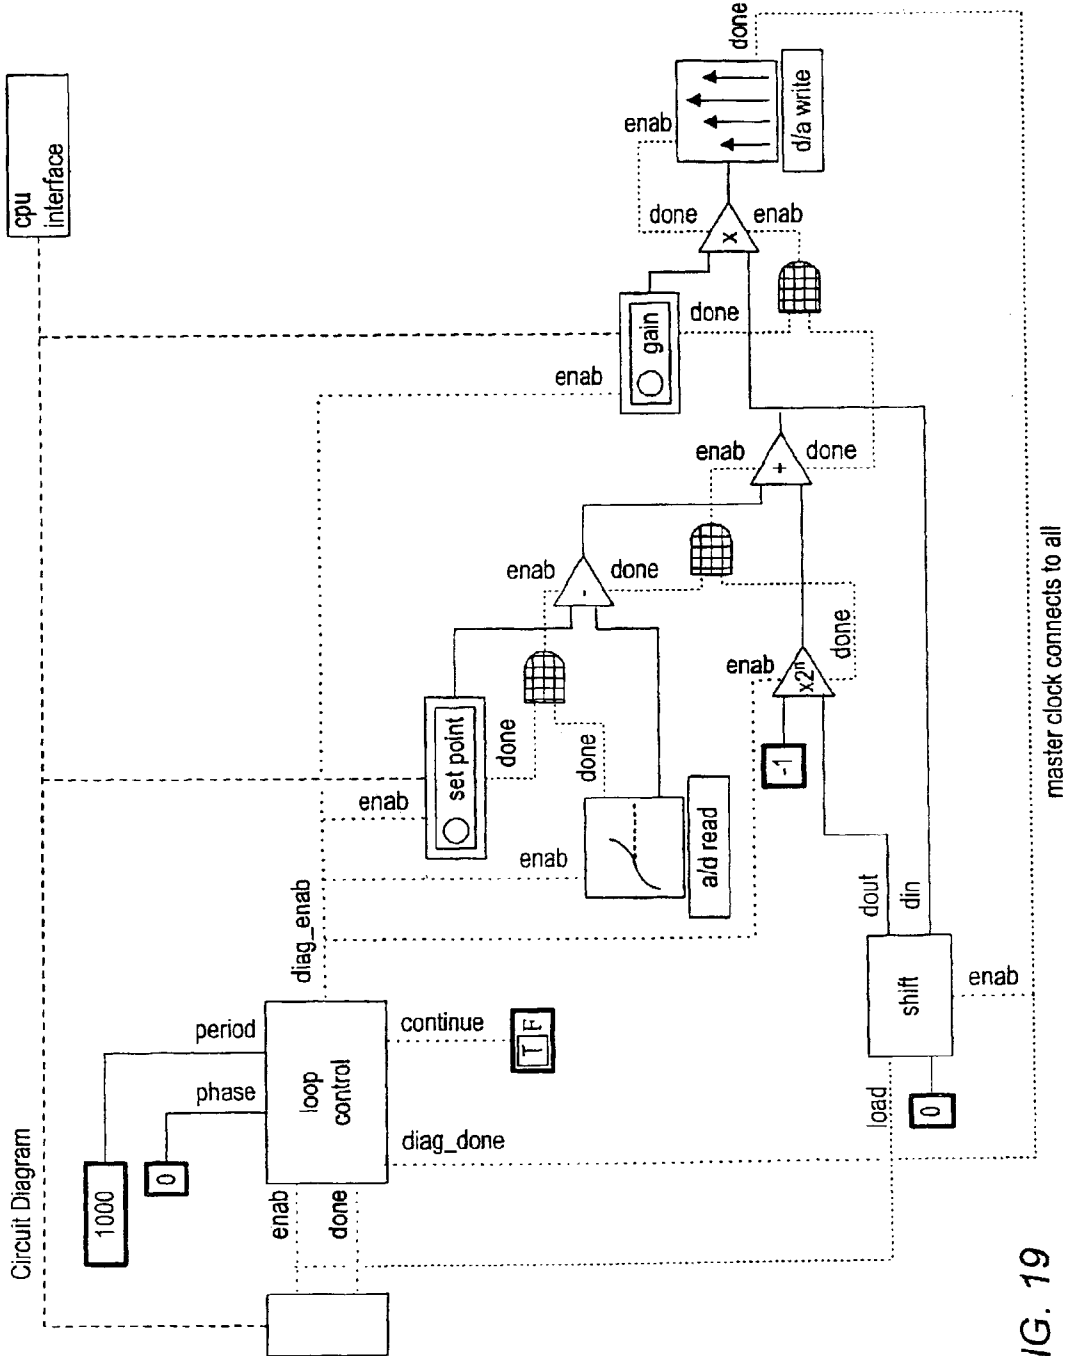 Circuit Diagram
cpu
interface
1000
0
period
phase
loop
control
enab
done
diag_enab
continue
diag_done
T F
enab
set point
done
enab
a/d read
done
enab
-
done
-1
enab
x2ⁿ
done
enab
+
done
enab
gain
done
done
x
enab
enab
done
d/a write
load
0
shift
dout
din
enab
master clock connects to all
IG. 19